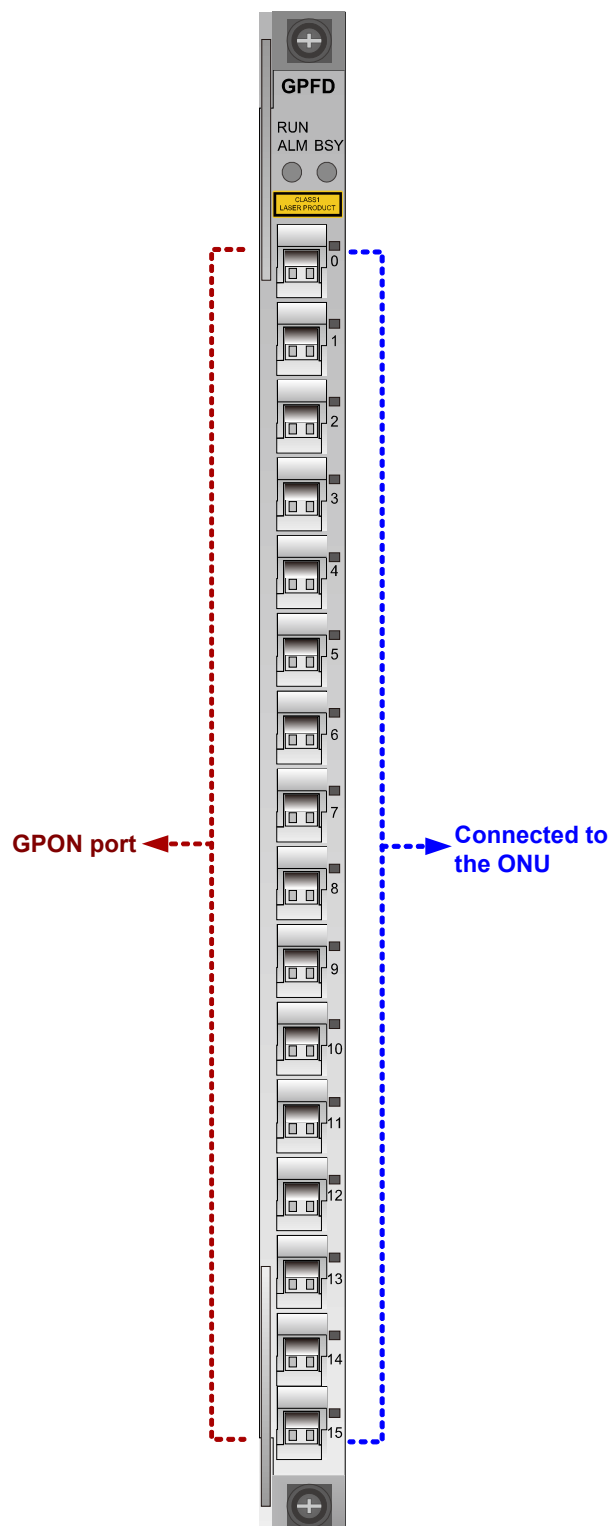 GPFD
RUN
ALM BSY
CLASS1
LASER PRODUCT
0
1
2
3
4
5
6
7
GPON port
Connected to
the ONU
8
9
10
11
12
13
14
15